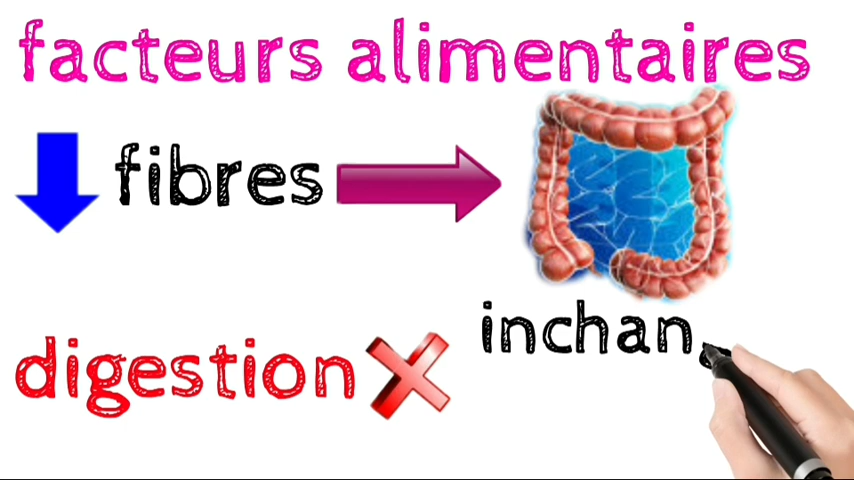 facteurs alimentaires
fibres
inchan
digestion